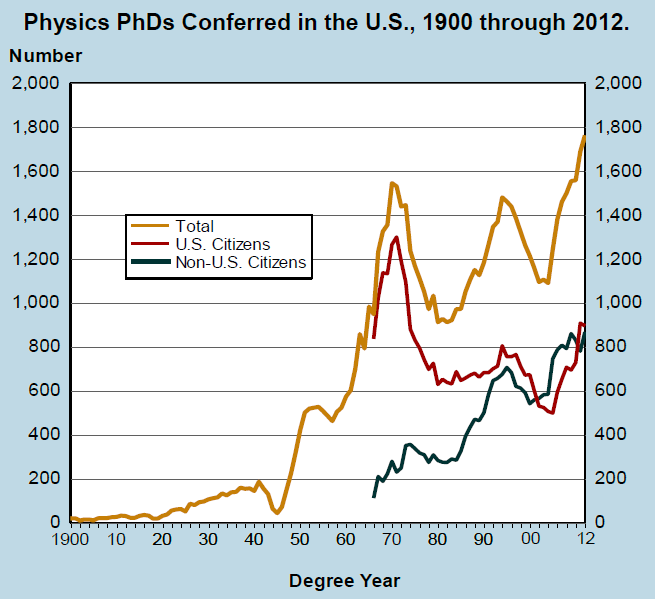 Physics PhDs Conferred in the U.S., 1900 through 2012.
Number
2,000 2,000
1,800 1,800
1,600 1,600
1,400 1,400
Total
U.S. Citizens
1,200 1,200
Non-U.S. Citizens
1,000 1,000
800 800
600 600
400 400
200 200
0 0
1900 10 20 30 40 50 60 70 80 90 00 12
Degree Year